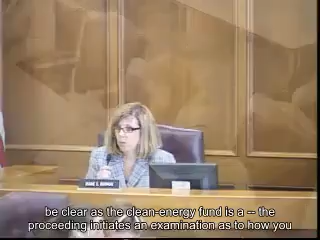 be clear as the clean-energy fund is a -- the
proceeding initiates an examination as to how you